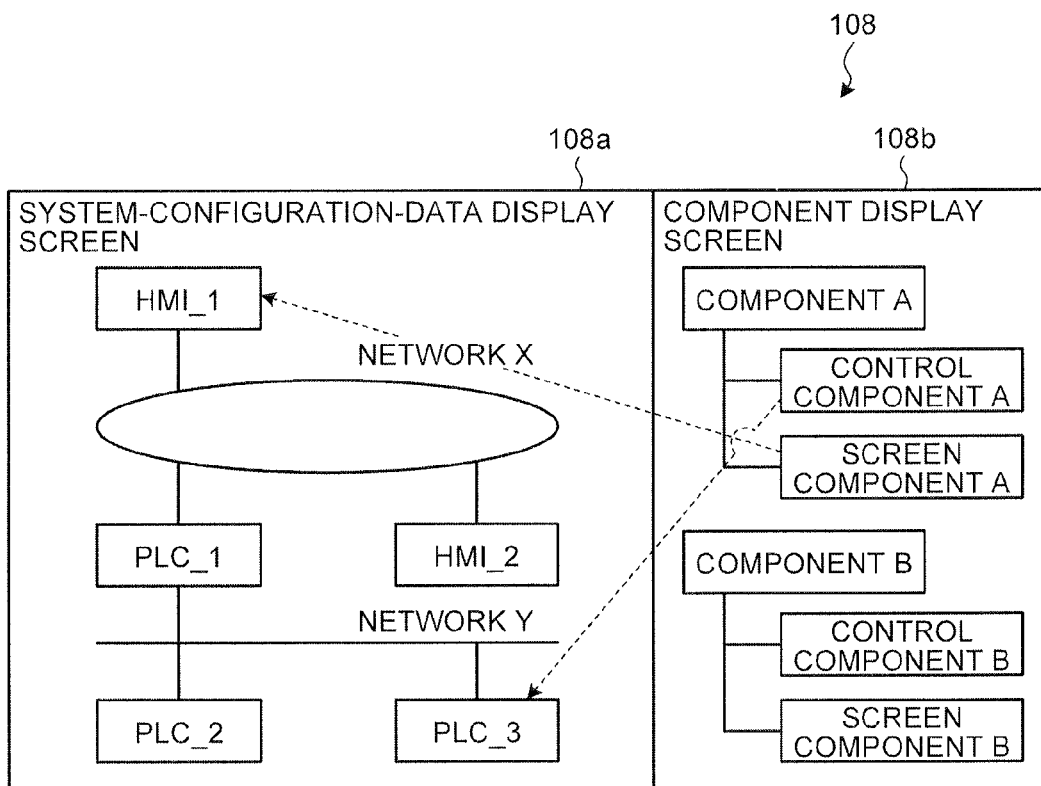 108
108a
108b
SYSTEM-CONFIGURATION-DATA DISPLAY
SCREEN
HMI_1
NETWORK X
PLC_1
HMI_2
NETWORK Y
PLC_2
PLC_3
COMPONENT DISPLAY
SCREEN
COMPONENT A
CONTROL
COMPONENT A
SCREEN
COMPONENT A
COMPONENT B
CONTROL
COMPONENT B
SCREEN
COMPONENT B